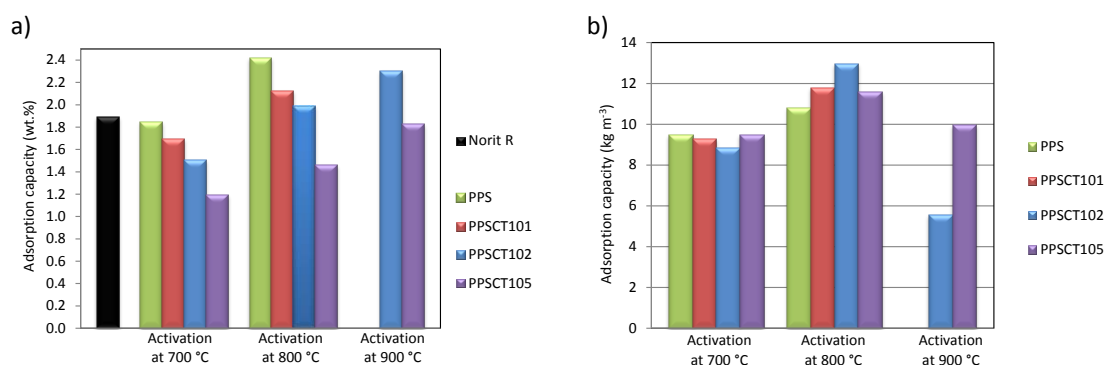 a)
Adsorption capacity (wt.%)
2.4
2.2
2.0
1.8
1.6
1.4
1.2
1.0
0.8
0.6
0.4
0.2
0.0
Activation
at 700 °C
Activation
at 800 °C
Activation
at 900 °C
Norit R
PPS
PPSCT101
PPSCT102
PPSCT105
b)
Adsorption capacity (kg m⁻³)
14
12
10
8
6
4
2
0
Activation
at 700 °C
Activation
at 800 °C
Activation
at 900 °C
PPS
PPSCT101
PPSCT102
PPSCT105